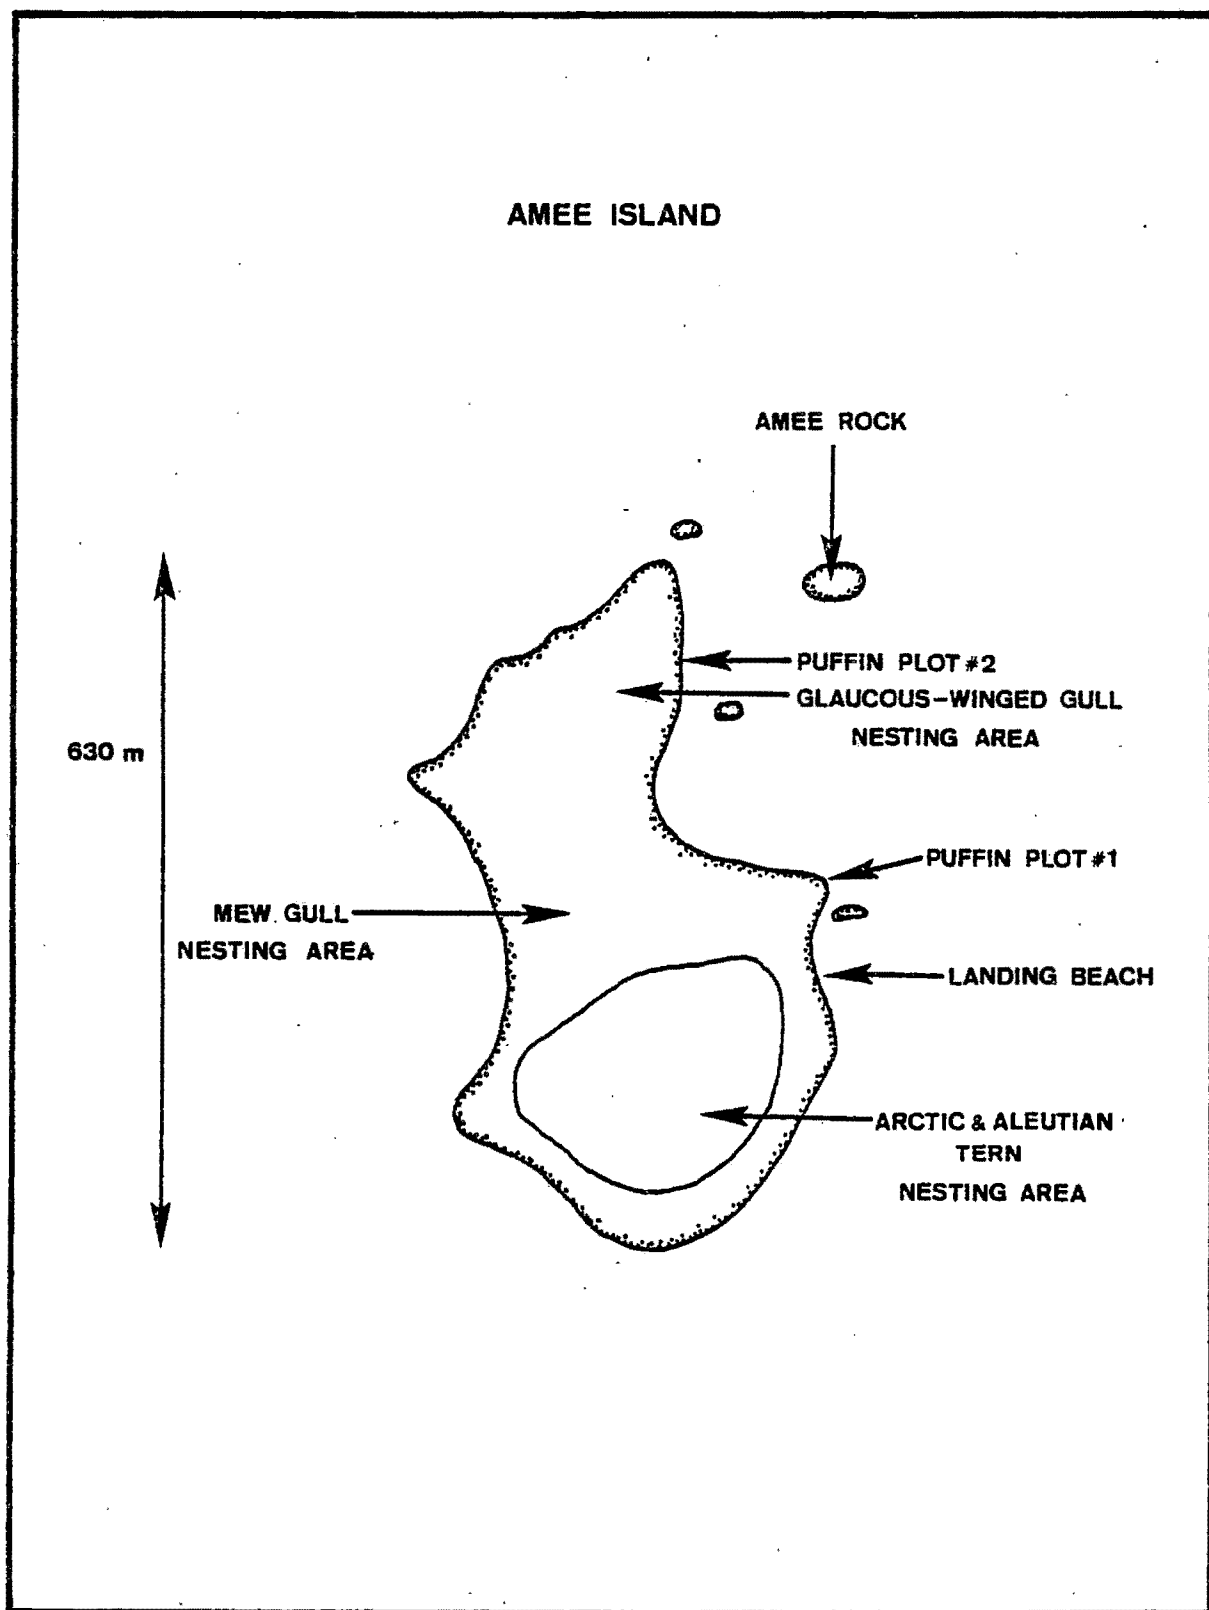 AMEE ISLAND
AMEE ROCK
PUFFIN PLOT #2
GLAUCOUS-WINGED GULL
NESTING AREA
630 m
PUFFIN PLOT #1
MEW GULL
NESTING AREA
LANDING BEACH
ARCTIC & ALEUTIAN
TERN
NESTING AREA